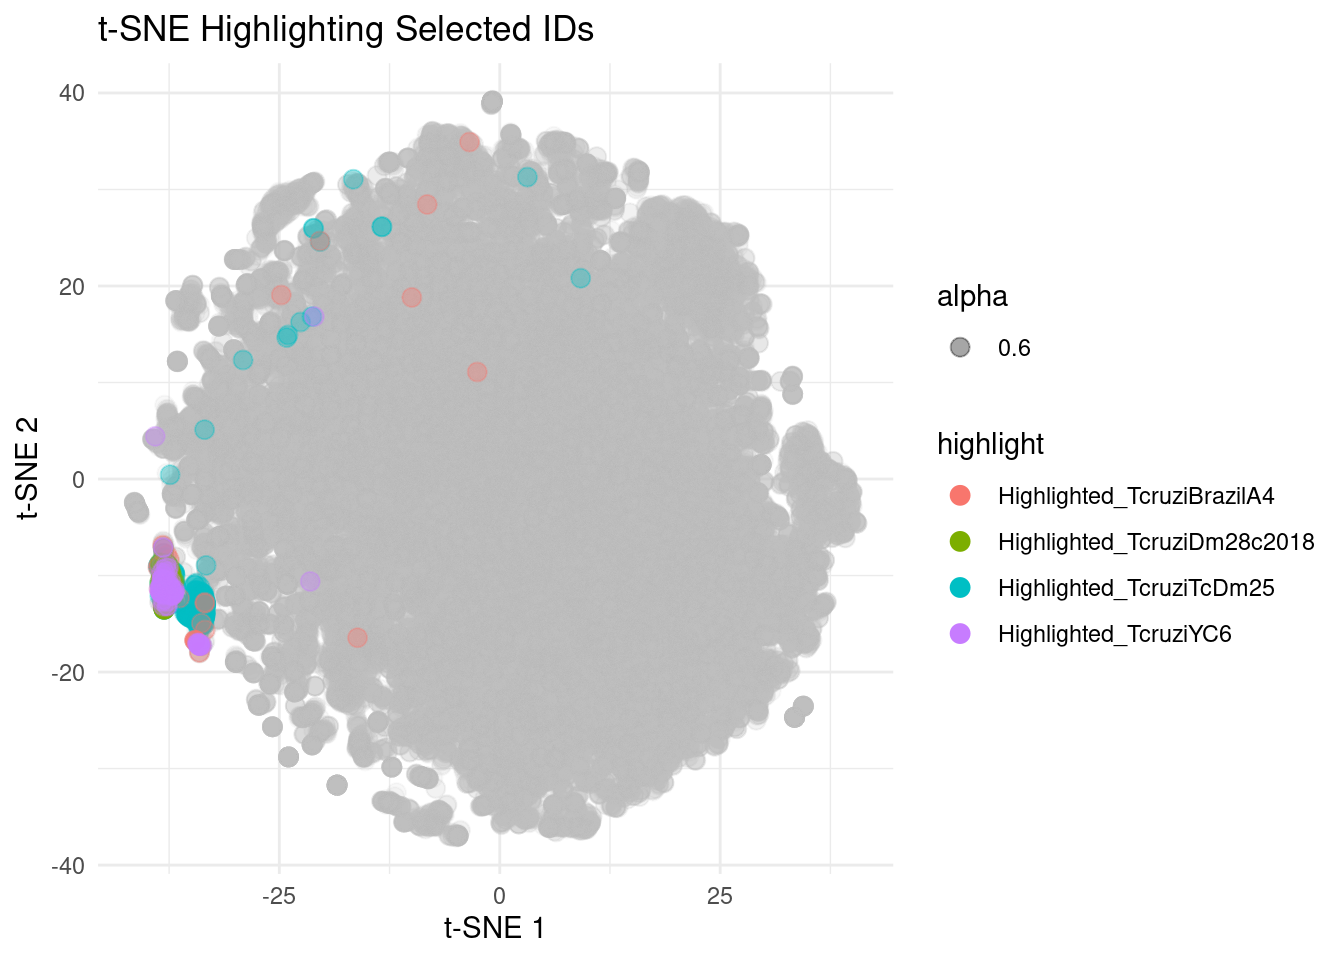 t-SNE Highlighting Selected IDs
40
20
0
-20
-40
t-SNE 2
-25
0
25
t-SNE 1
alpha
0.6
highlight
Highlighted_TcruziBrazilA4
Highlighted_TcruziDm28c2018
Highlighted_TcruziTcDm25
Highlighted_TcruziYC6